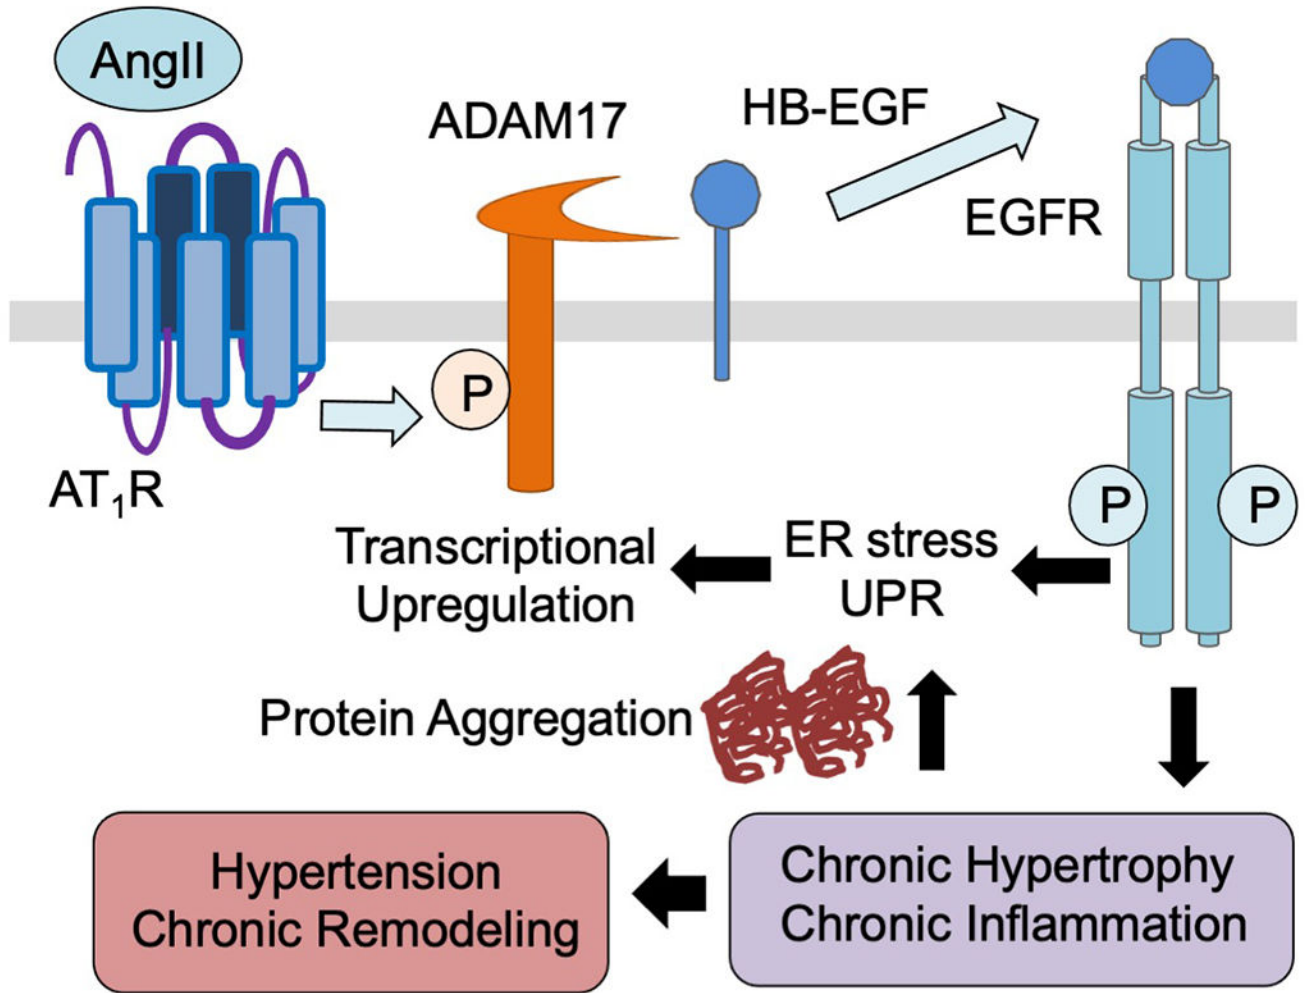 AngII
ADAM17
HB-EGF
EGFR
P
AT₁R
P
P
Transcriptional
Upregulation
ER stress
UPR
Protein Aggregation
Hypertension
Chronic Remodeling
Chronic Hypertrophy
Chronic Inflammation